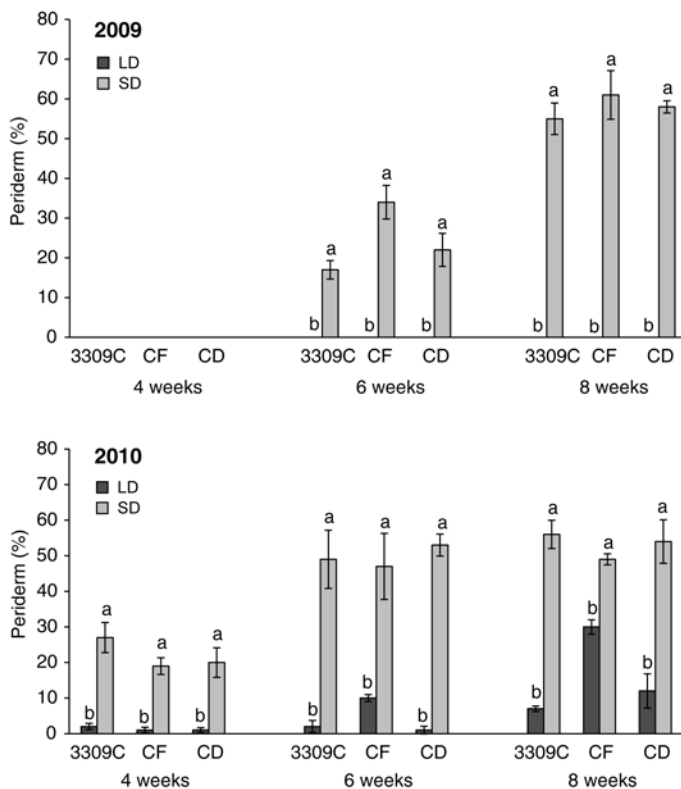 2009
LD
SD
Periderm (%)
80
70
60
50
40
30
20
10
0
a a a
a a a
b b b b b b
3309C CF CD 3309C CF CD 3309C CF CD
4 weeks 6 weeks 8 weeks
2010
LD
SD
Periderm (%)
80
70
60
50
40
30
20
10
0
a a a a a a a a a
b b b b b b b b b
3309C CF CD 3309C CF CD 3309C CF CD
4 weeks 6 weeks 8 weeks